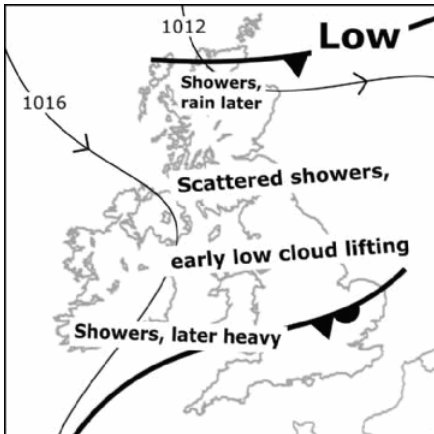 1012
Low
1016
Showers,
rain later
Scattered showers,
early low cloud lifting
Showers, later heavy